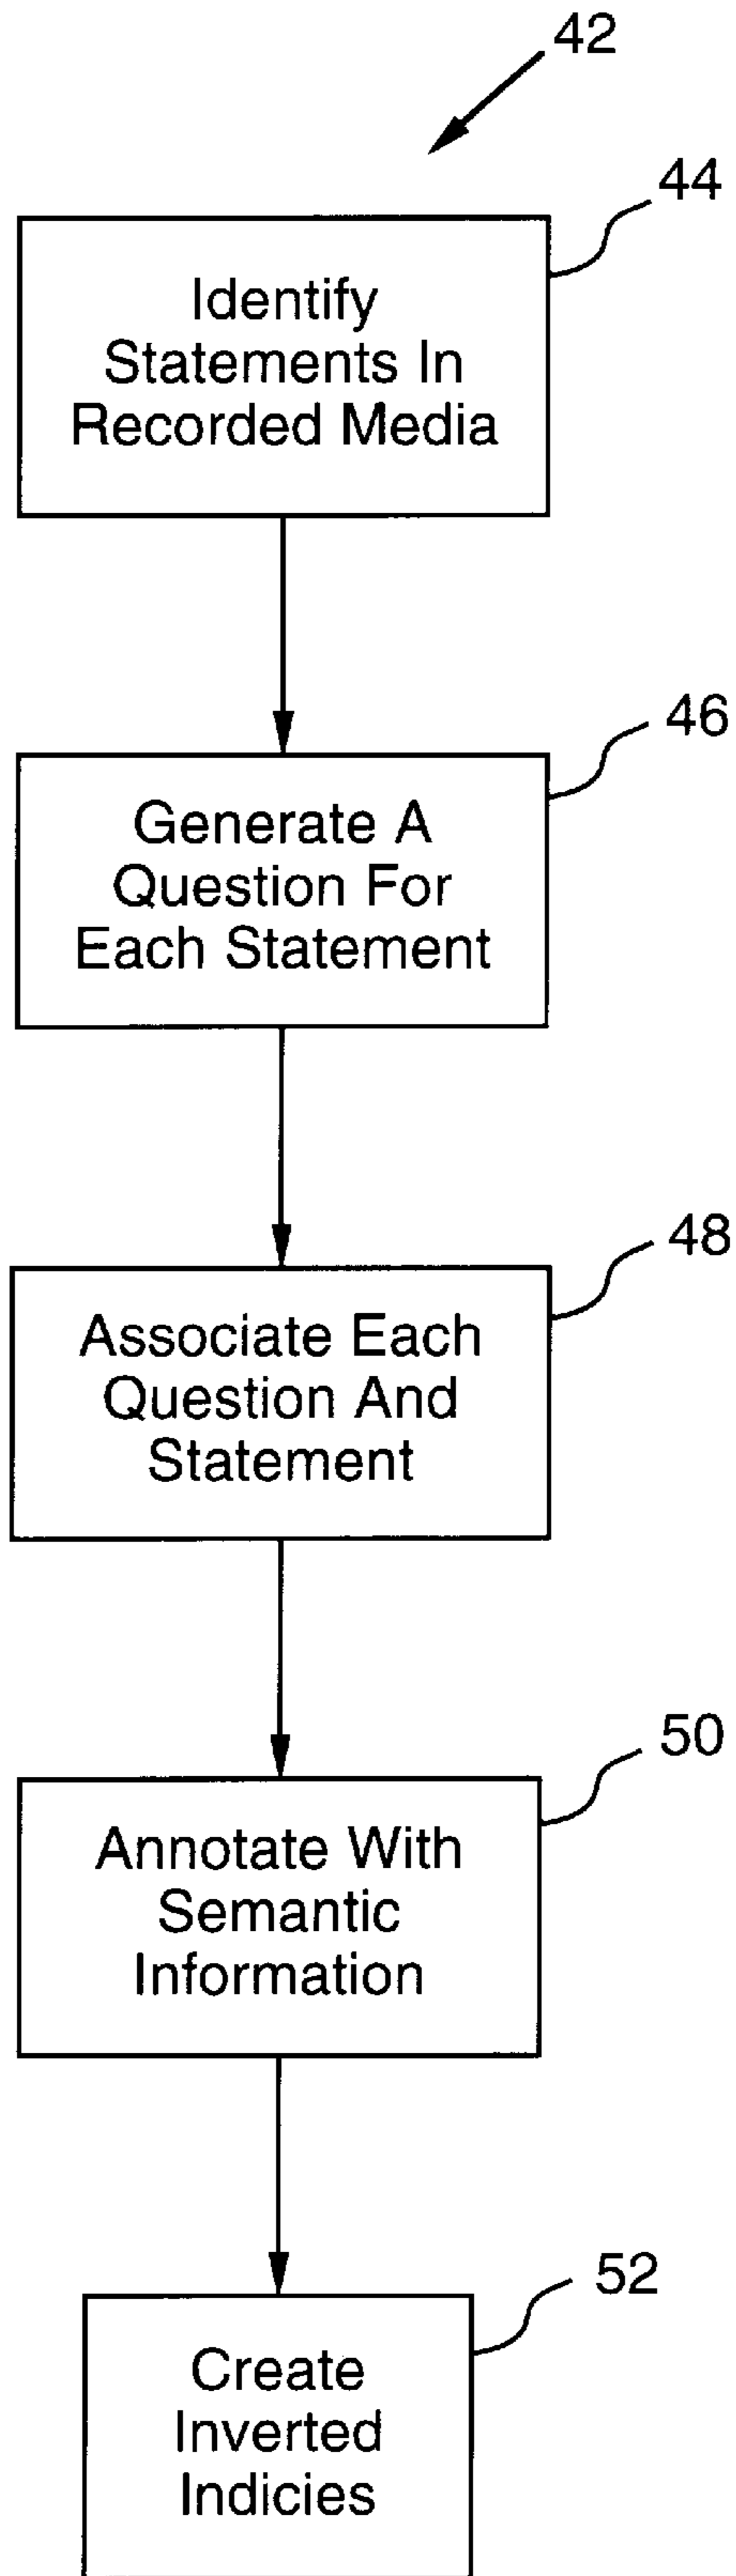 42
44
Identify
Statements In
Recorded Media
46
Generate A
Question For
Each Statement
48
Associate Each
Question And
Statement
50
Annotate With
Semantic
Information
52
Create
Inverted
Indicies